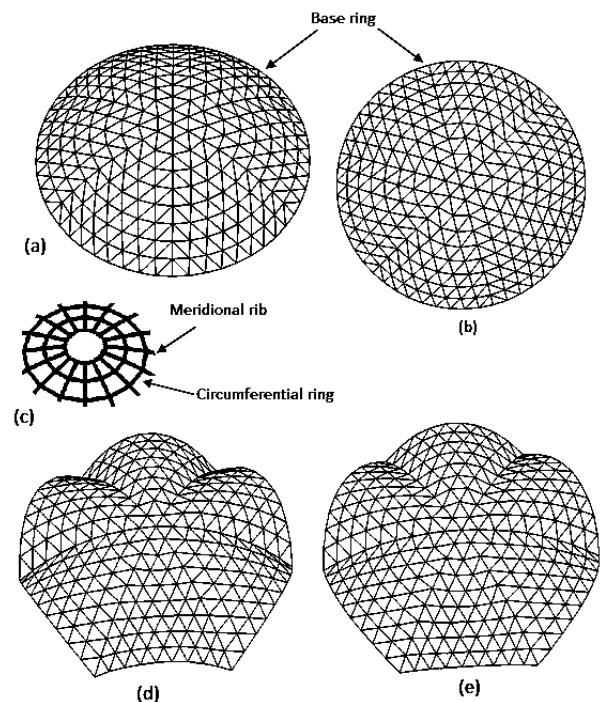 Base ring
(a)
(b)
Meridional rib
(c)
Circumferential ring
(d)
(e)